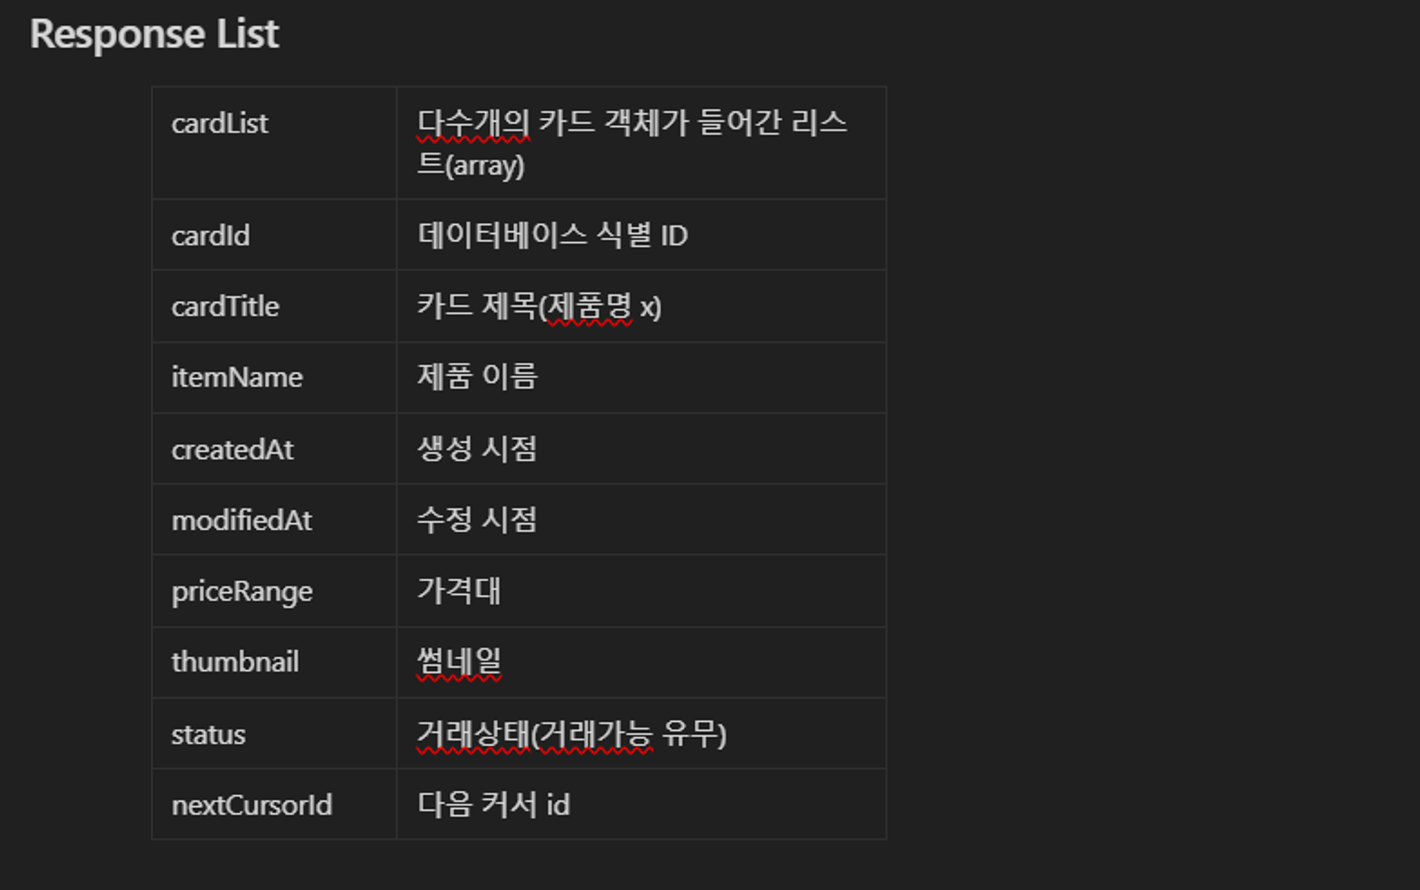 Response List
cardList
다수개의 카드 객체가 들어간 리스
트(array)
cardId
데이터베이스 식별 ID
cardTitle
카드 제목(제품명 x)
itemName
제품 이름
createdAt
생성 시점
modifiedAt
수정 시점
priceRange
가격대
thumbnail
썸네일
status
거래상태(거래가능 유무)
nextCursorId
다음 커서 id